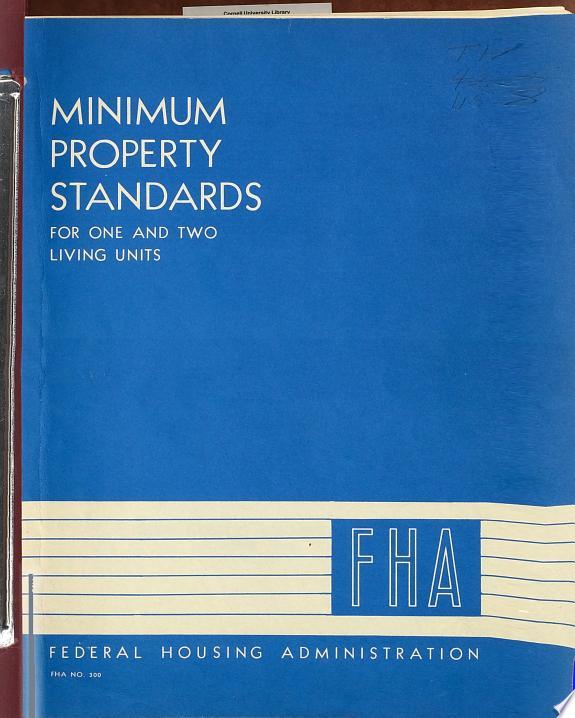 Cornell University Library
MINIMUM
PROPERTY
STANDARDS
FOR ONE AND TWO
LIVING UNITS
FHA
FEDERAL HOUSING ADMINISTRATION
FHA NO. 300